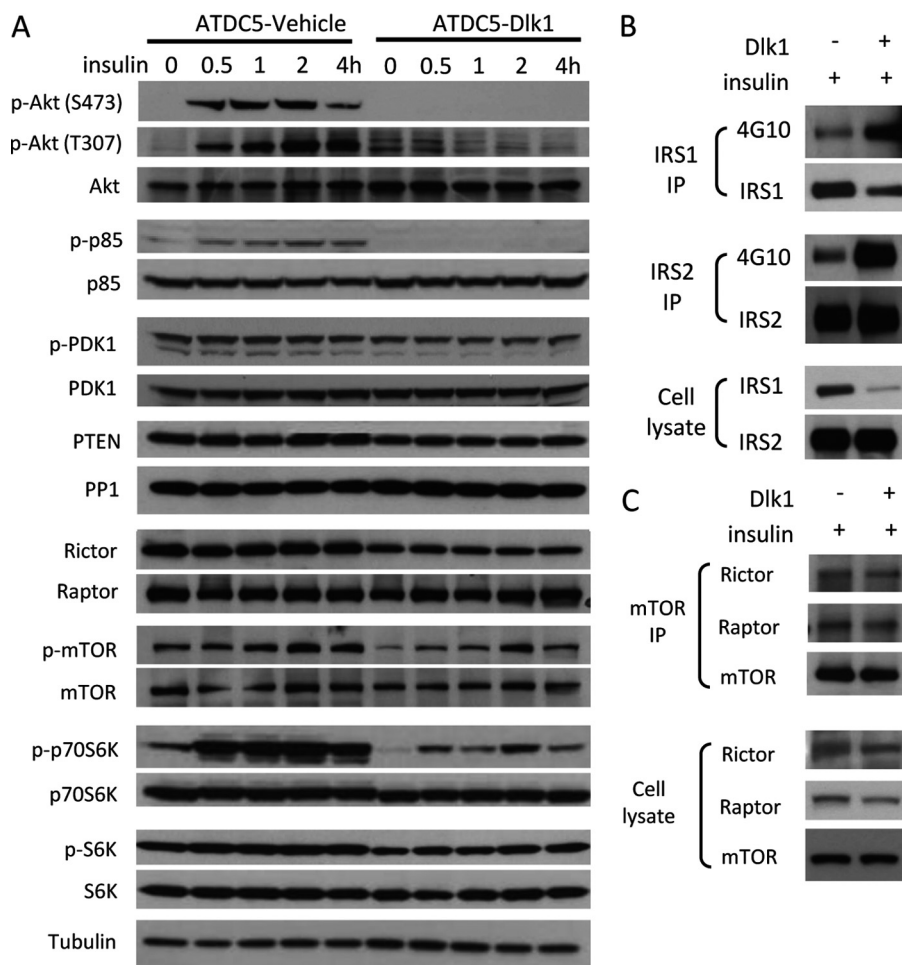 A
ATDC5-Vehicle ATDC5-Dlk1
insulin 0 0.5 1 2 4h 0 0.5 1 2 4h
p-Akt (S473)
p-Akt (T307)
Akt
p-p85
p85
p-PDK1
PDK1
PTEN
PP1
Rictor
Raptor
p-mTOR
mTOR
p-p70S6K
p70S6K
p-S6K
S6K
Tubulin
B
Dlk1 - +
insulin + +
IRS1 IP
4G10
IRS1
IRS2 IP
4G10
IRS2
Cell lysate
IRS1
IRS2
C
Dlk1 - +
insulin + +
mTOR IP
Rictor
Raptor
mTOR
Cell lysate
Rictor
Raptor
mTOR